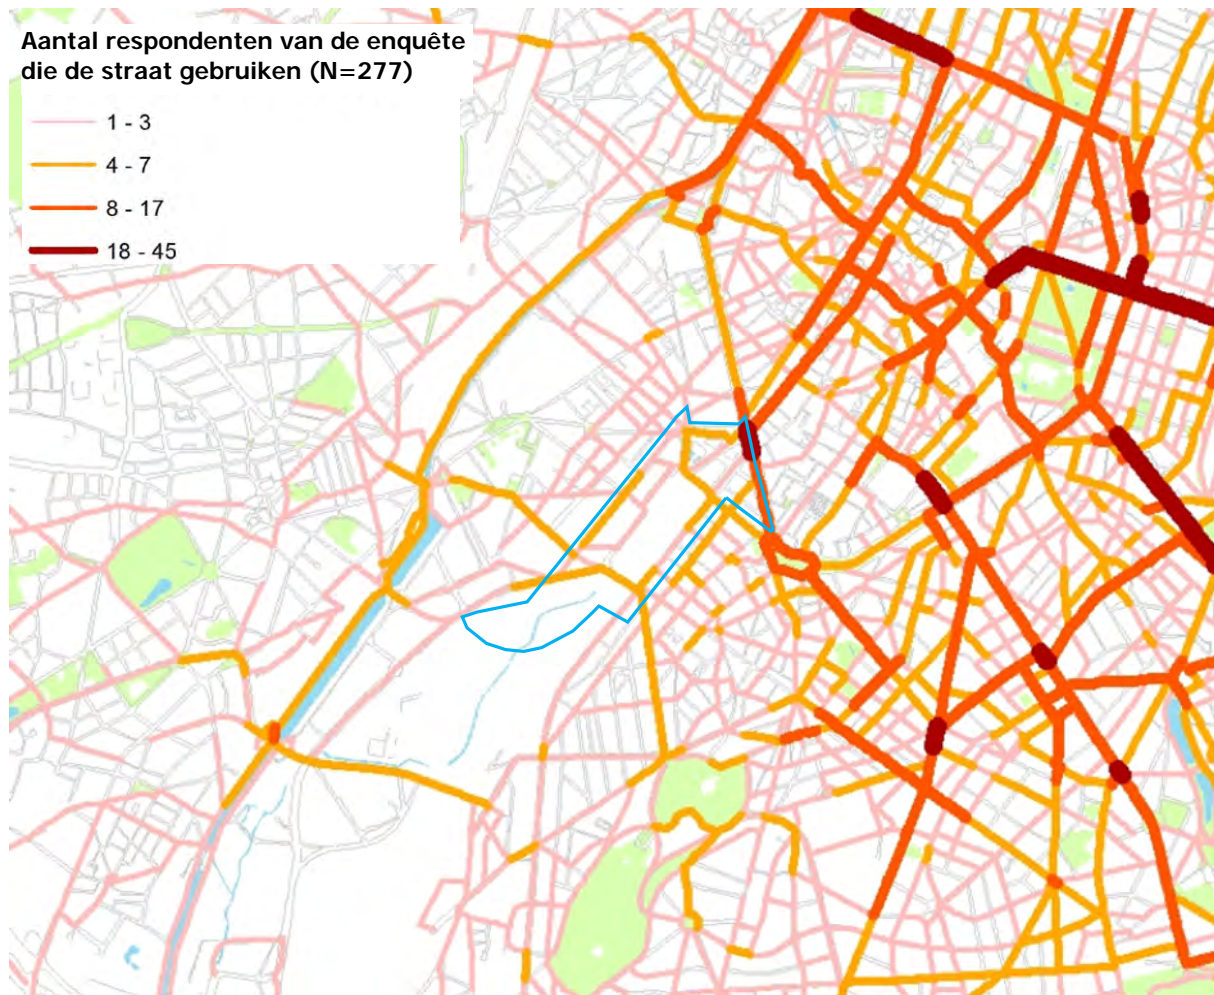 Aantal respondenten van de enquête
die de straat gebruiken (N=277)
1 - 3
4 - 7
8 - 17
18 - 45